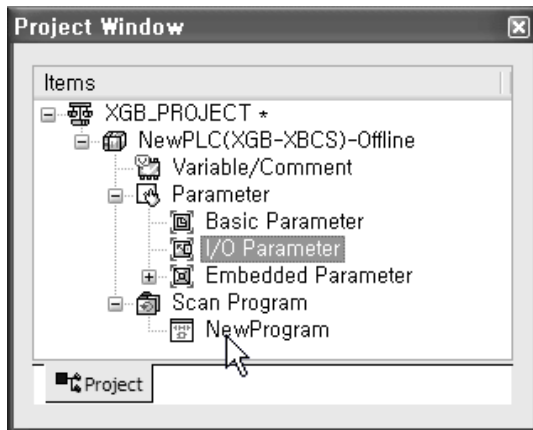 Project Window
Items
XGB_PROJECT *
NewPLC(XGB-XBCS)-Offline
Variable/Comment
Parameter
Basic Parameter
I/O Parameter
Embedded Parameter
Scan Program
NewProgram
Project